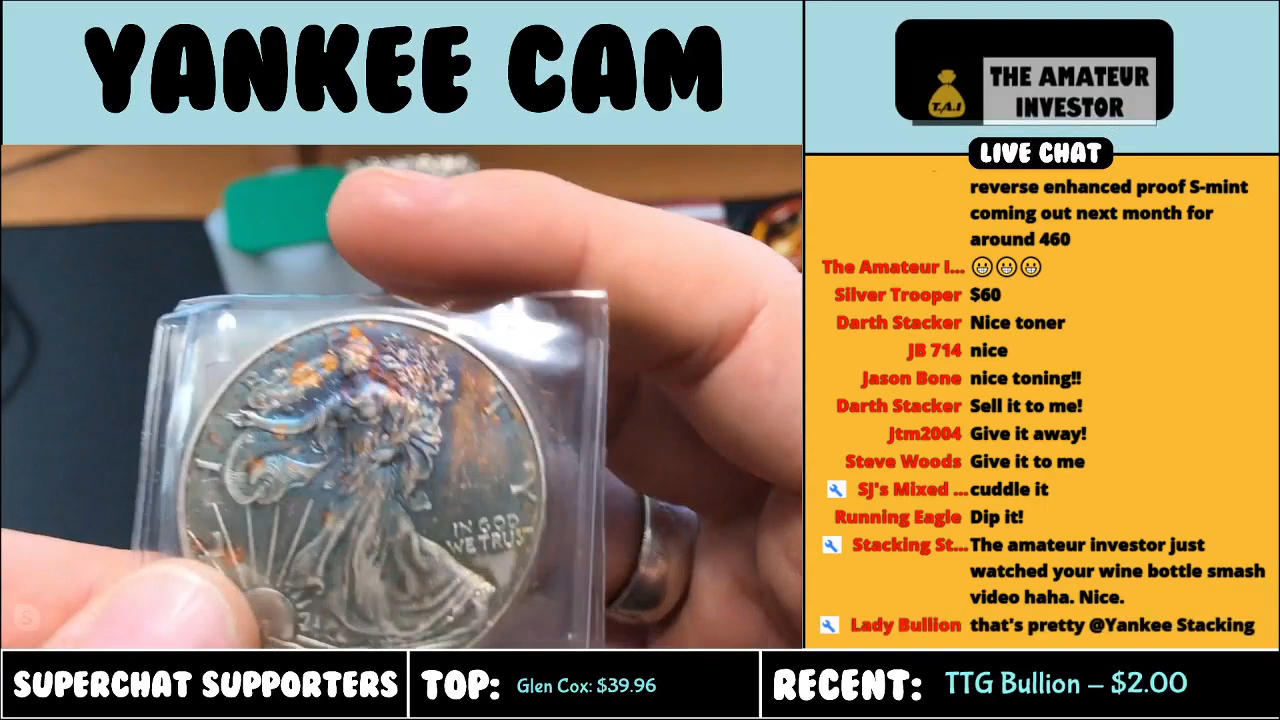 YANKEE CAM
T.A.I
THE AMATEUR
INVESTOR
LIVE CHAT
reverse enhanced proof S-mint
coming out next month for
around 460
The Amateur I... 😀😀😀
Silver Trooper $60
Darth Stacker Nice toner
JB 714 nice
Jason Bone nice toning!!
Darth Stacker Sell it to me!
Jtm2004 Give it away!
Steve Woods Give it to me
SJ's Mixed ... cuddle it
Running Eagle Dip it!
Stacking St... The amateur investor just
watched your wine bottle smash
video haha. Nice.
Lady Bullion that's pretty @Yankee Stacking
IN GOD
WE TRUST
SUPERCHAT SUPPORTERS
TOP: Glen Cox: $39.96
RECENT: TTG Bullion – $2.00